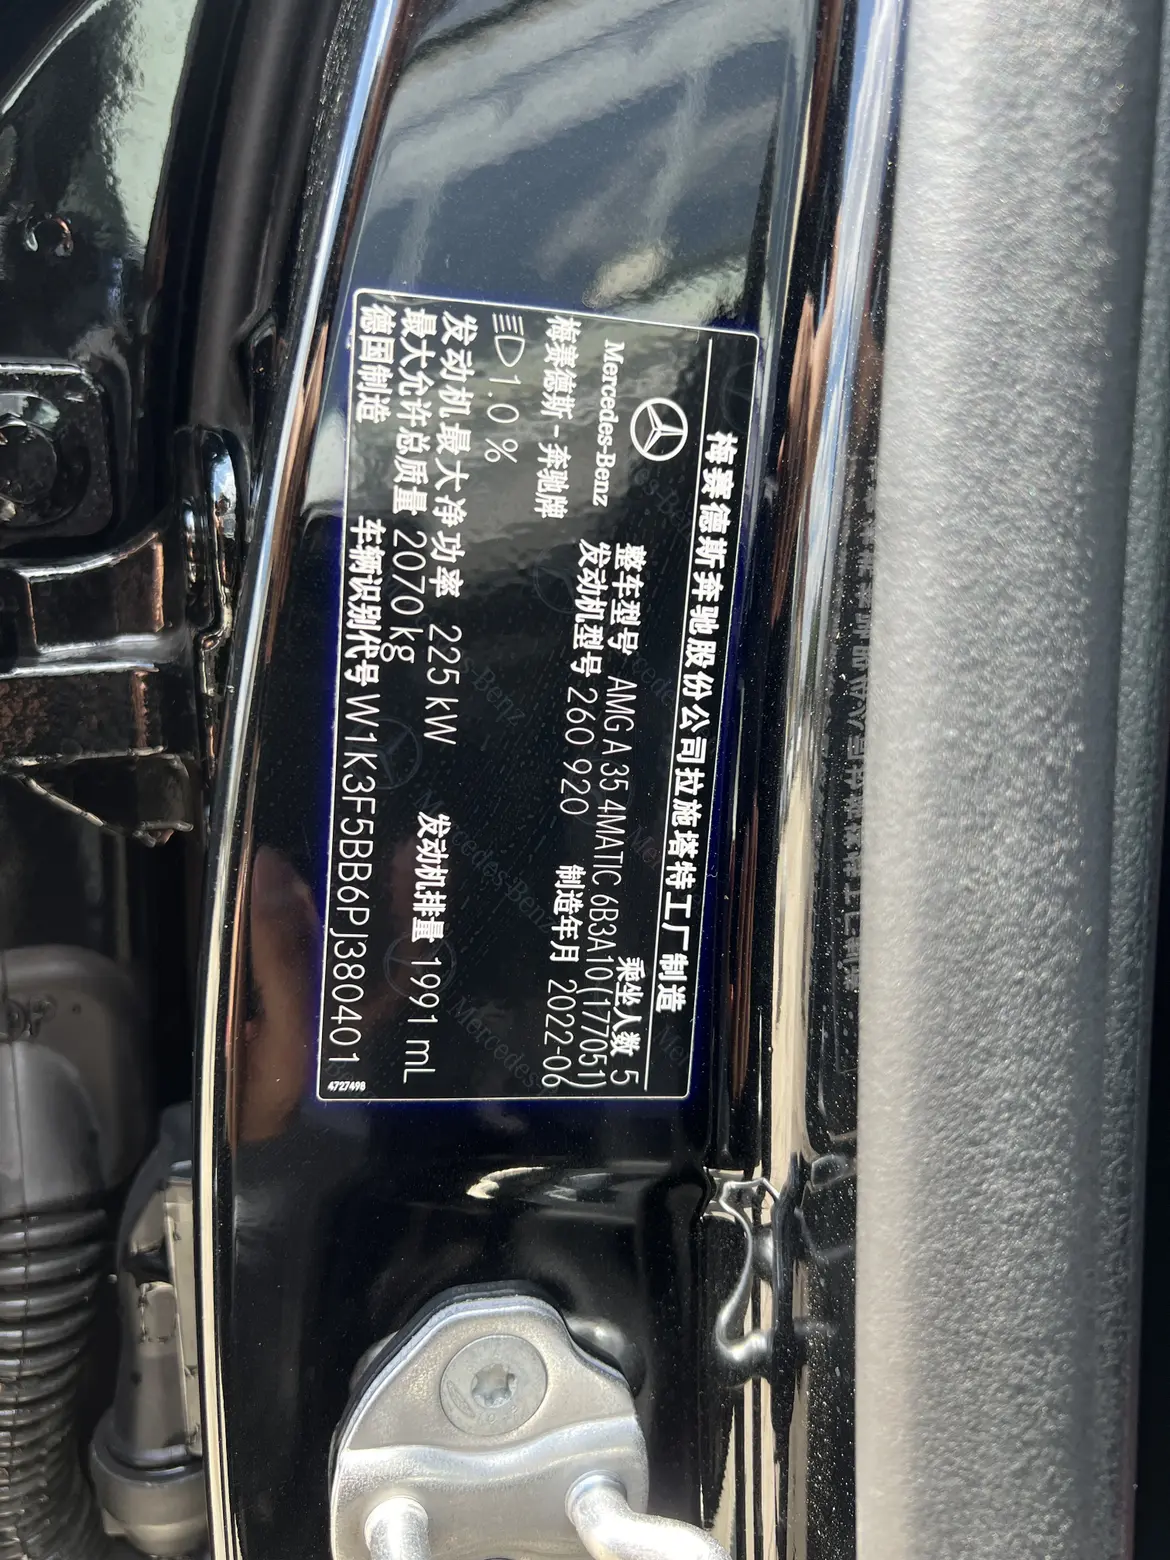 梅赛德斯奔驰股份公司拉施塔特工厂制造
Mercedes-Benz
梅赛德斯-奔驰牌
乘坐人数 5
整车型号 AMG A 35 4MATIC 6B3A10(177051)
发动机型号 260 920
制造年月 2022-06
1.0%
发动机最大净功率 225 kW
发动机排量 1991 mL
最大允许总质量 2070 kg
德国制造
车辆识别代号 W1K3F5BB6PJ380401
4727498